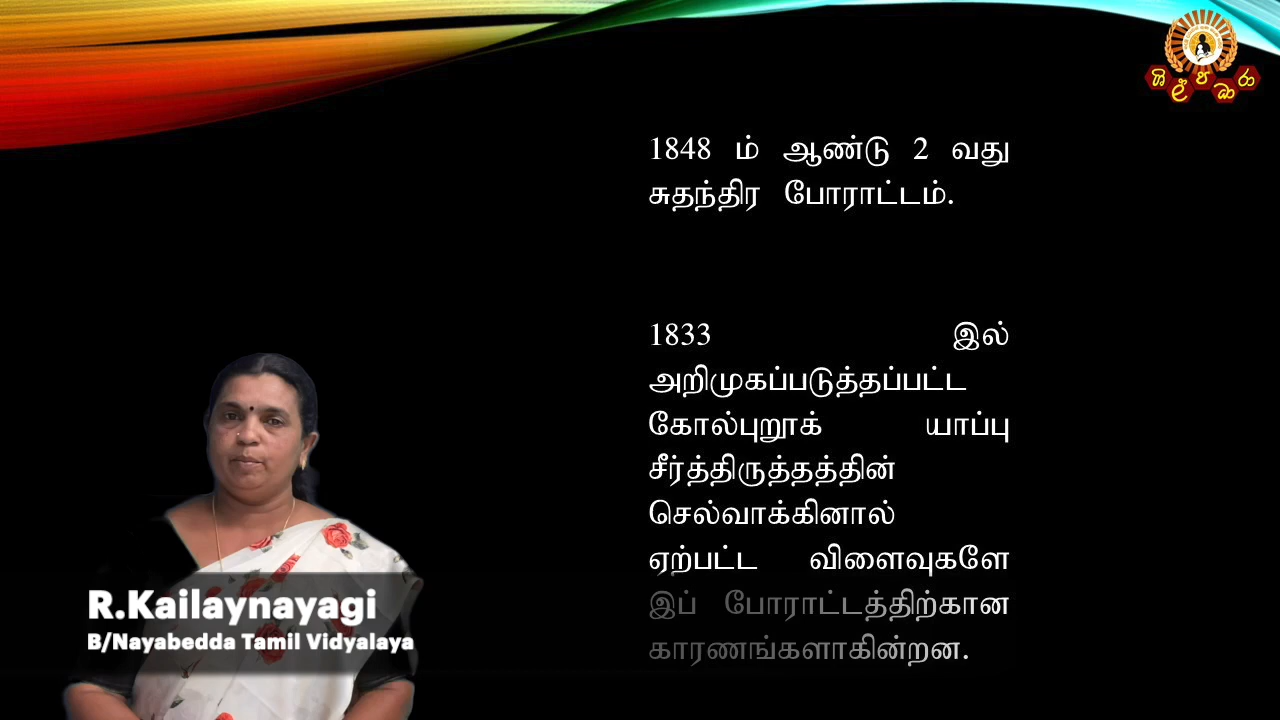 ශිල්පධාරා
1848 ம் ஆண்டு 2 வது
சுதந்திர போராட்டம்.
1833 இல்
அறிமுகப்படுத்தப்பட்ட
கோல்புறூக் யாப்பு
சீர்த்திருத்தத்தின்
செல்வாக்கினால்
ஏற்பட்ட விளைவுகளே
இப் போராட்டத்திற்கான
காரணங்களாகின்றன.
R.Kailaynayagi
B/Nayabedda Tamil Vidyalaya